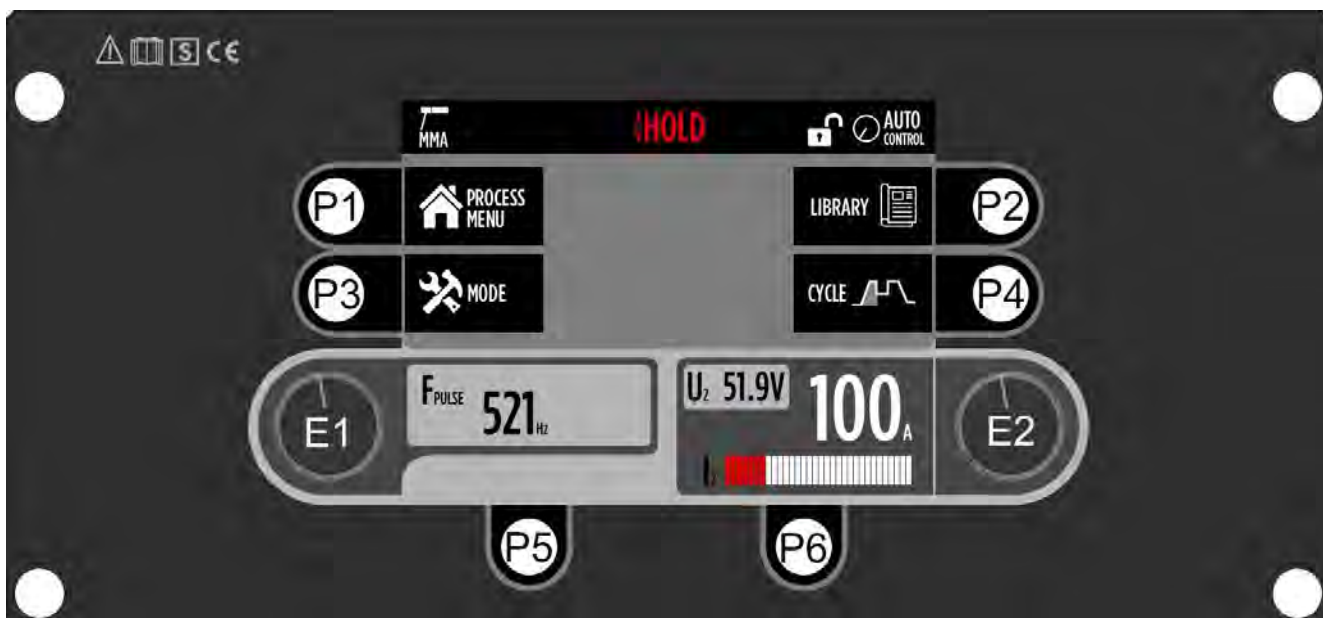 S CE
MMA
HOLD
AUTO
CONTROL
P1
PROCESS
MENU
LIBRARY
P2
P3
MODE
CYCLE
P4
E1
FPULSE 521Hz
U2 51.9V
100A
I2
E2
P5
P6